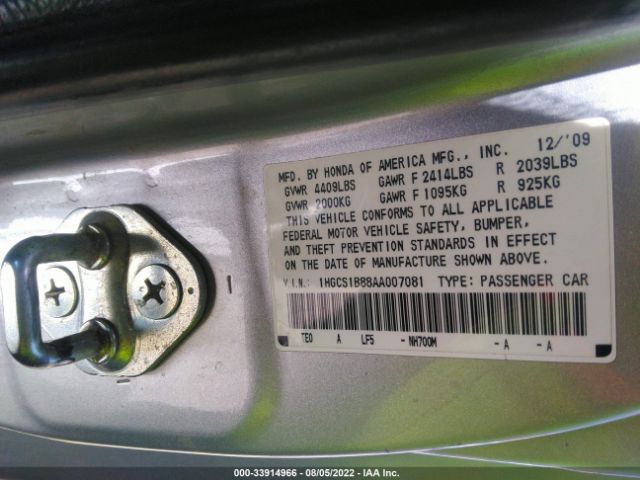 MFD. BY HONDA OF AMERICA MFG., INC. 12/'09
GVWR 4409LBS GAWR F 2414LBS R 2039LBS
GVWR 2000KG GAWR F 1095KG R 925KG
THIS VEHICLE CONFORMS TO ALL APPLICABLE
FEDERAL MOTOR VEHICLE SAFETY, BUMPER,
AND THEFT PREVENTION STANDARDS IN EFFECT
ON THE DATE OF MANUFACTURE SHOWN ABOVE.
V.I.N.: 1HGCS1B88AA007081 TYPE: PASSENGER CAR
TE0 A LF5 - NH700M - A - A
000-33914966 - 08/05/2022 - IAA Inc.